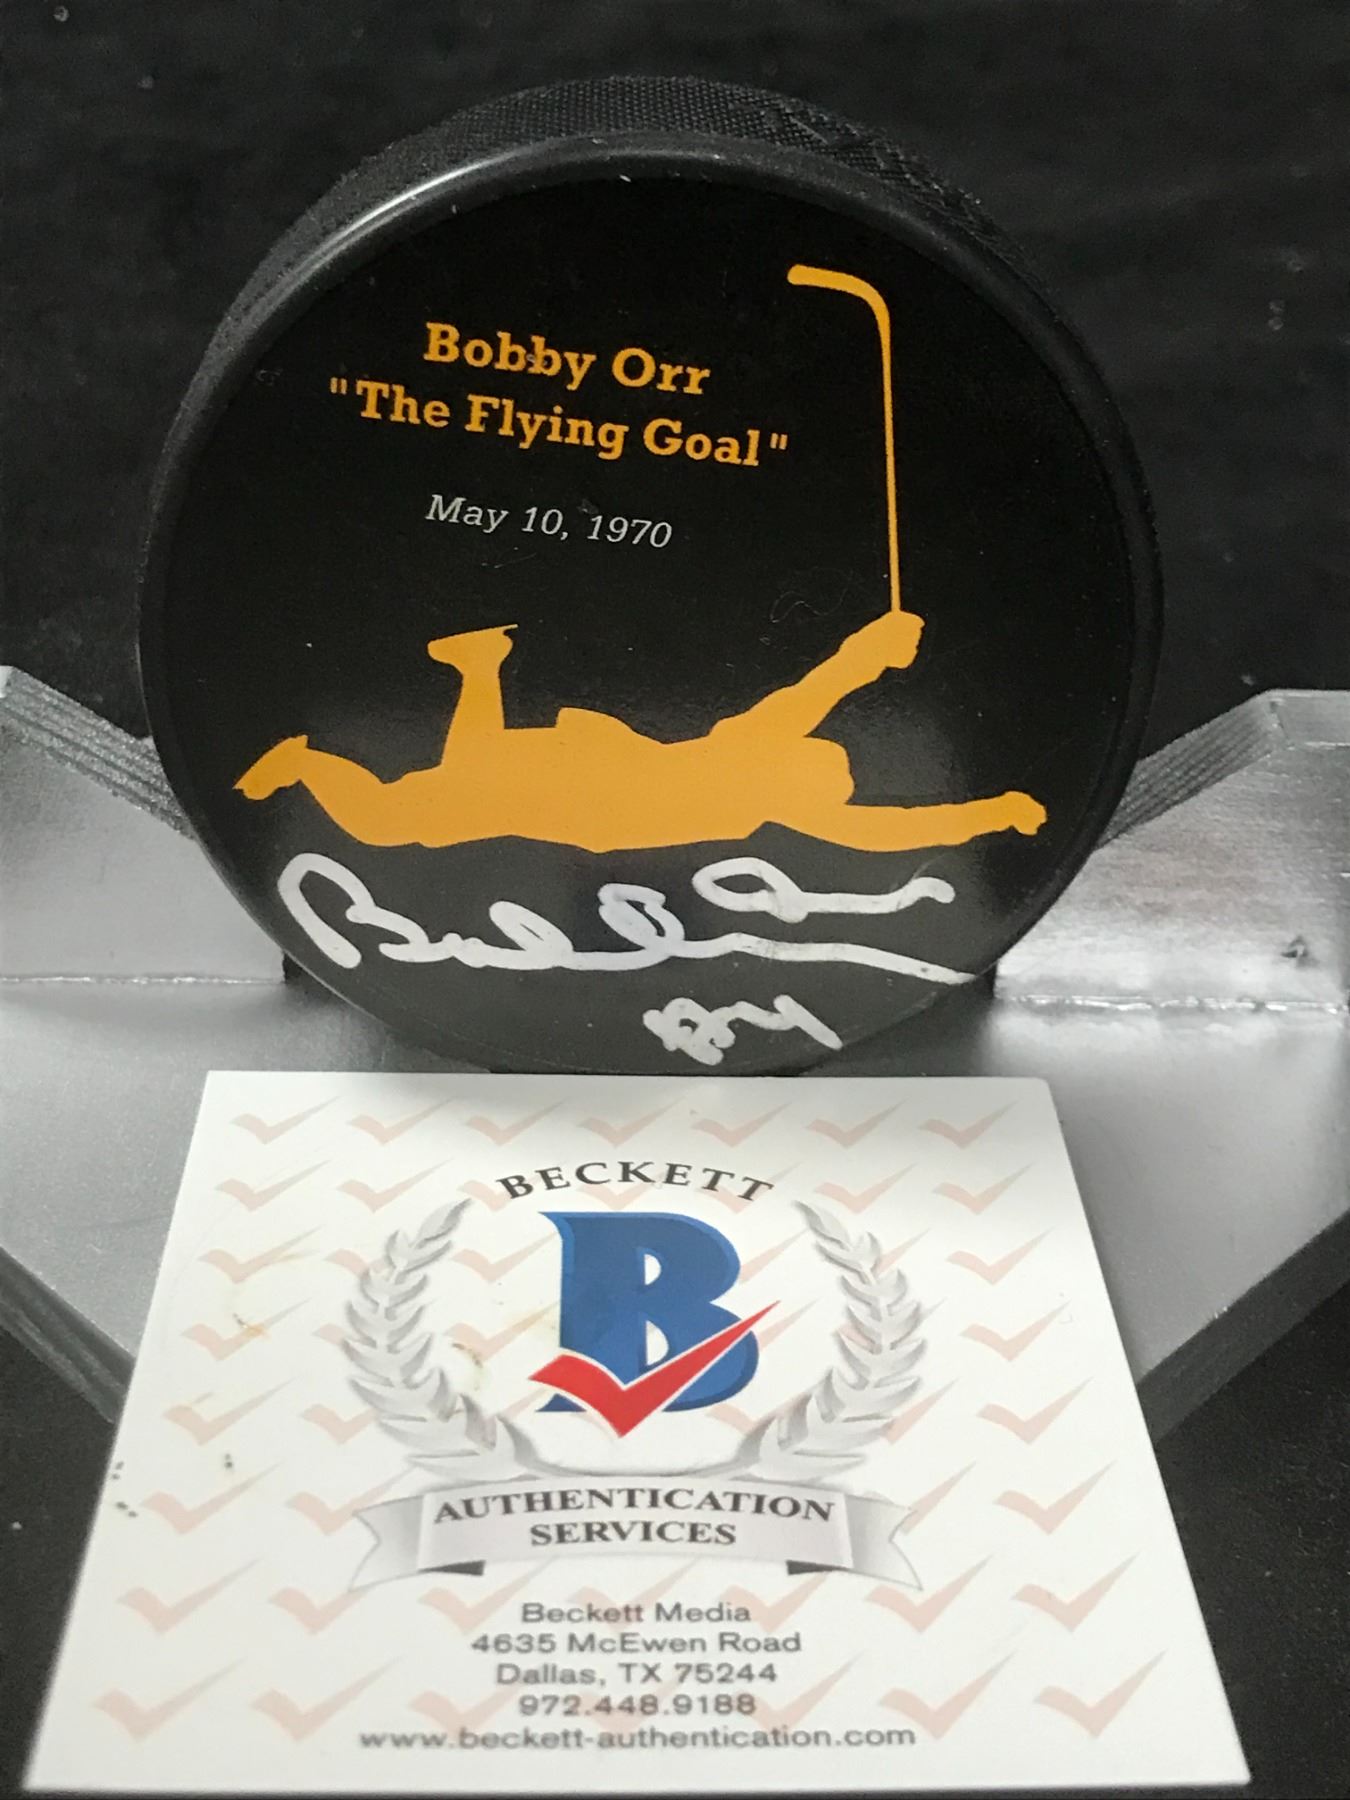 Bobby Orr
"The Flying Goal"
May 10, 1970
BECKETT
B
AUTHENTICATION
SERVICES
Beckett Media
4635 McEwen Road
Dallas, TX 75244
972.448.9188
www.beckett-authentication.com